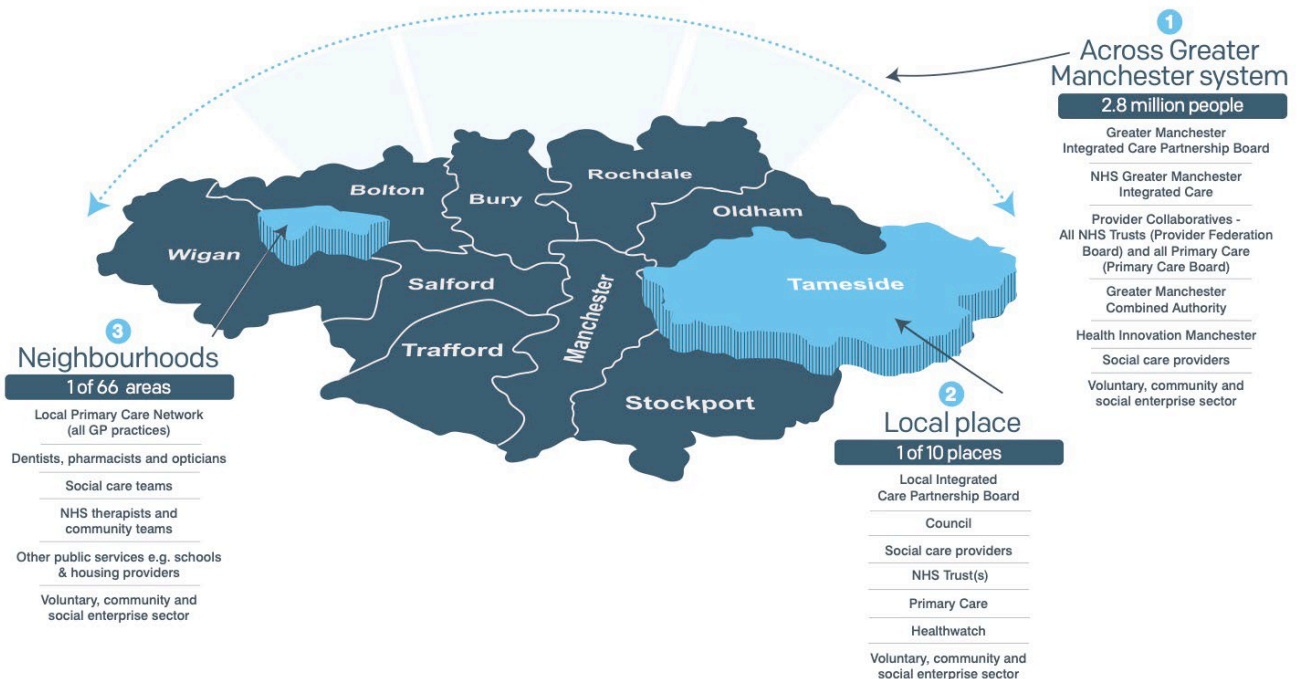 1
Across Greater
Manchester system
2.8 million people
Greater Manchester
Integrated Care Partnership Board
NHS Greater Manchester
Integrated Care
Provider Collaboratives -
All NHS Trusts (Provider Federation
Board) and all Primary Care
(Primary Care Board)
Greater Manchester
Combined Authority
Health Innovation Manchester
Social care providers
Voluntary, community and
social enterprise sector
Bolton
Bury
Rochdale
Oldham
Wigan
Salford
Manchester
Tameside
Trafford
Stockport
3
Neighbourhoods
1 of 66 areas
Local Primary Care Network
(all GP practices)
Dentists, pharmacists and opticians
Social care teams
NHS therapists and
community teams
Other public services e.g. schools
& housing providers
Voluntary, community and
social enterprise sector
2
Local place
1 of 10 places
Local Integrated
Care Partnership Board
Council
Social care providers
NHS Trust(s)
Primary Care
Healthwatch
Voluntary, community and
social enterprise sector